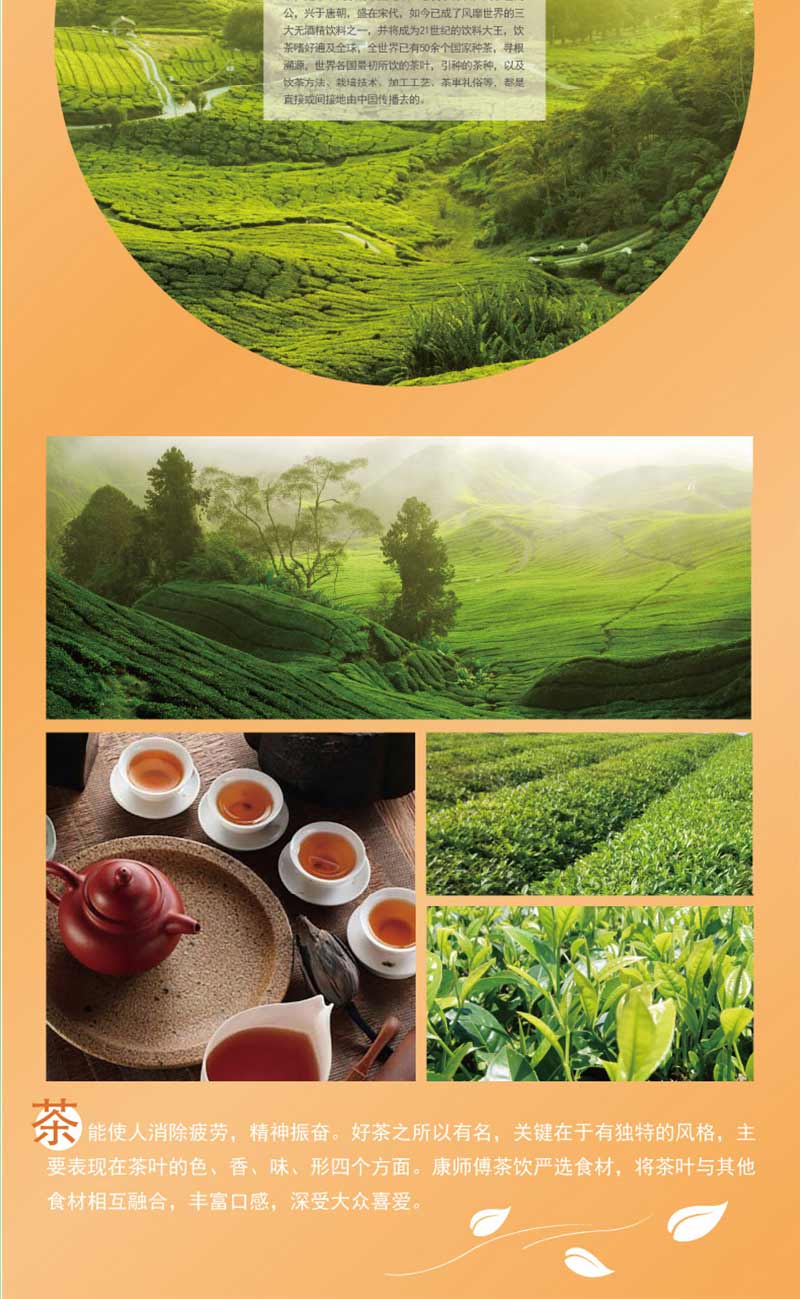 公，兴于唐朝，盛在宋代，如今已成了风靡世界的三
大无酒精饮料之一，并将成为21世纪的饮料大王，饮
茶嗜好遍及全球，全世界已有50余个国家种茶，寻根
溯源，世界各国最初所饮的茶叶，引种的茶种，以及
饮茶方法、栽培技术、加工工艺、茶事礼俗等，都是
直接或间接地由中国传播去的。
茶能使人消除疲劳，精神振奋。好茶之所以有名，关键在于有独特的风格，主
要表现在茶叶的色、香、味、形四个方面。康师傅茶饮严选食材，将茶叶与其他
食材相互融合，丰富口感，深受大众喜爱。